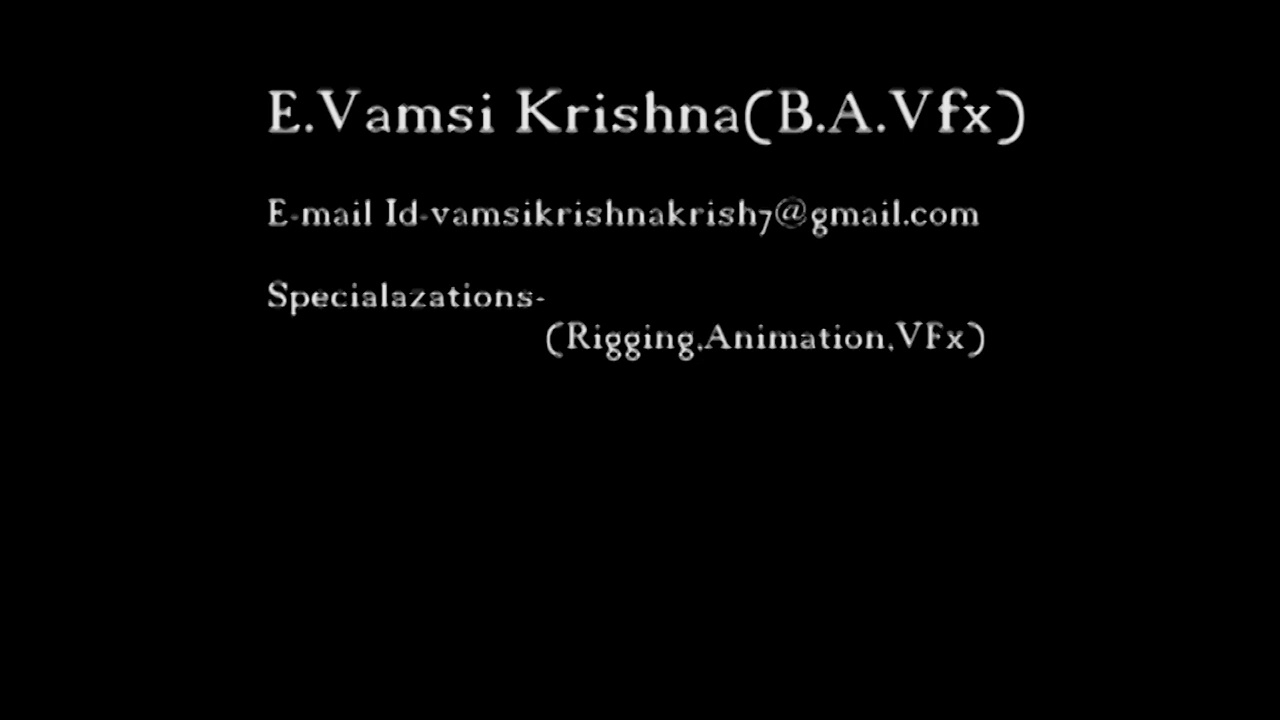 E.Vamsi Krishna(B.A.Vfx)
E-mail Id-vamsikrishnakrish7@gmail.com
Specialazations-
(Rigging,Animation,VFx)